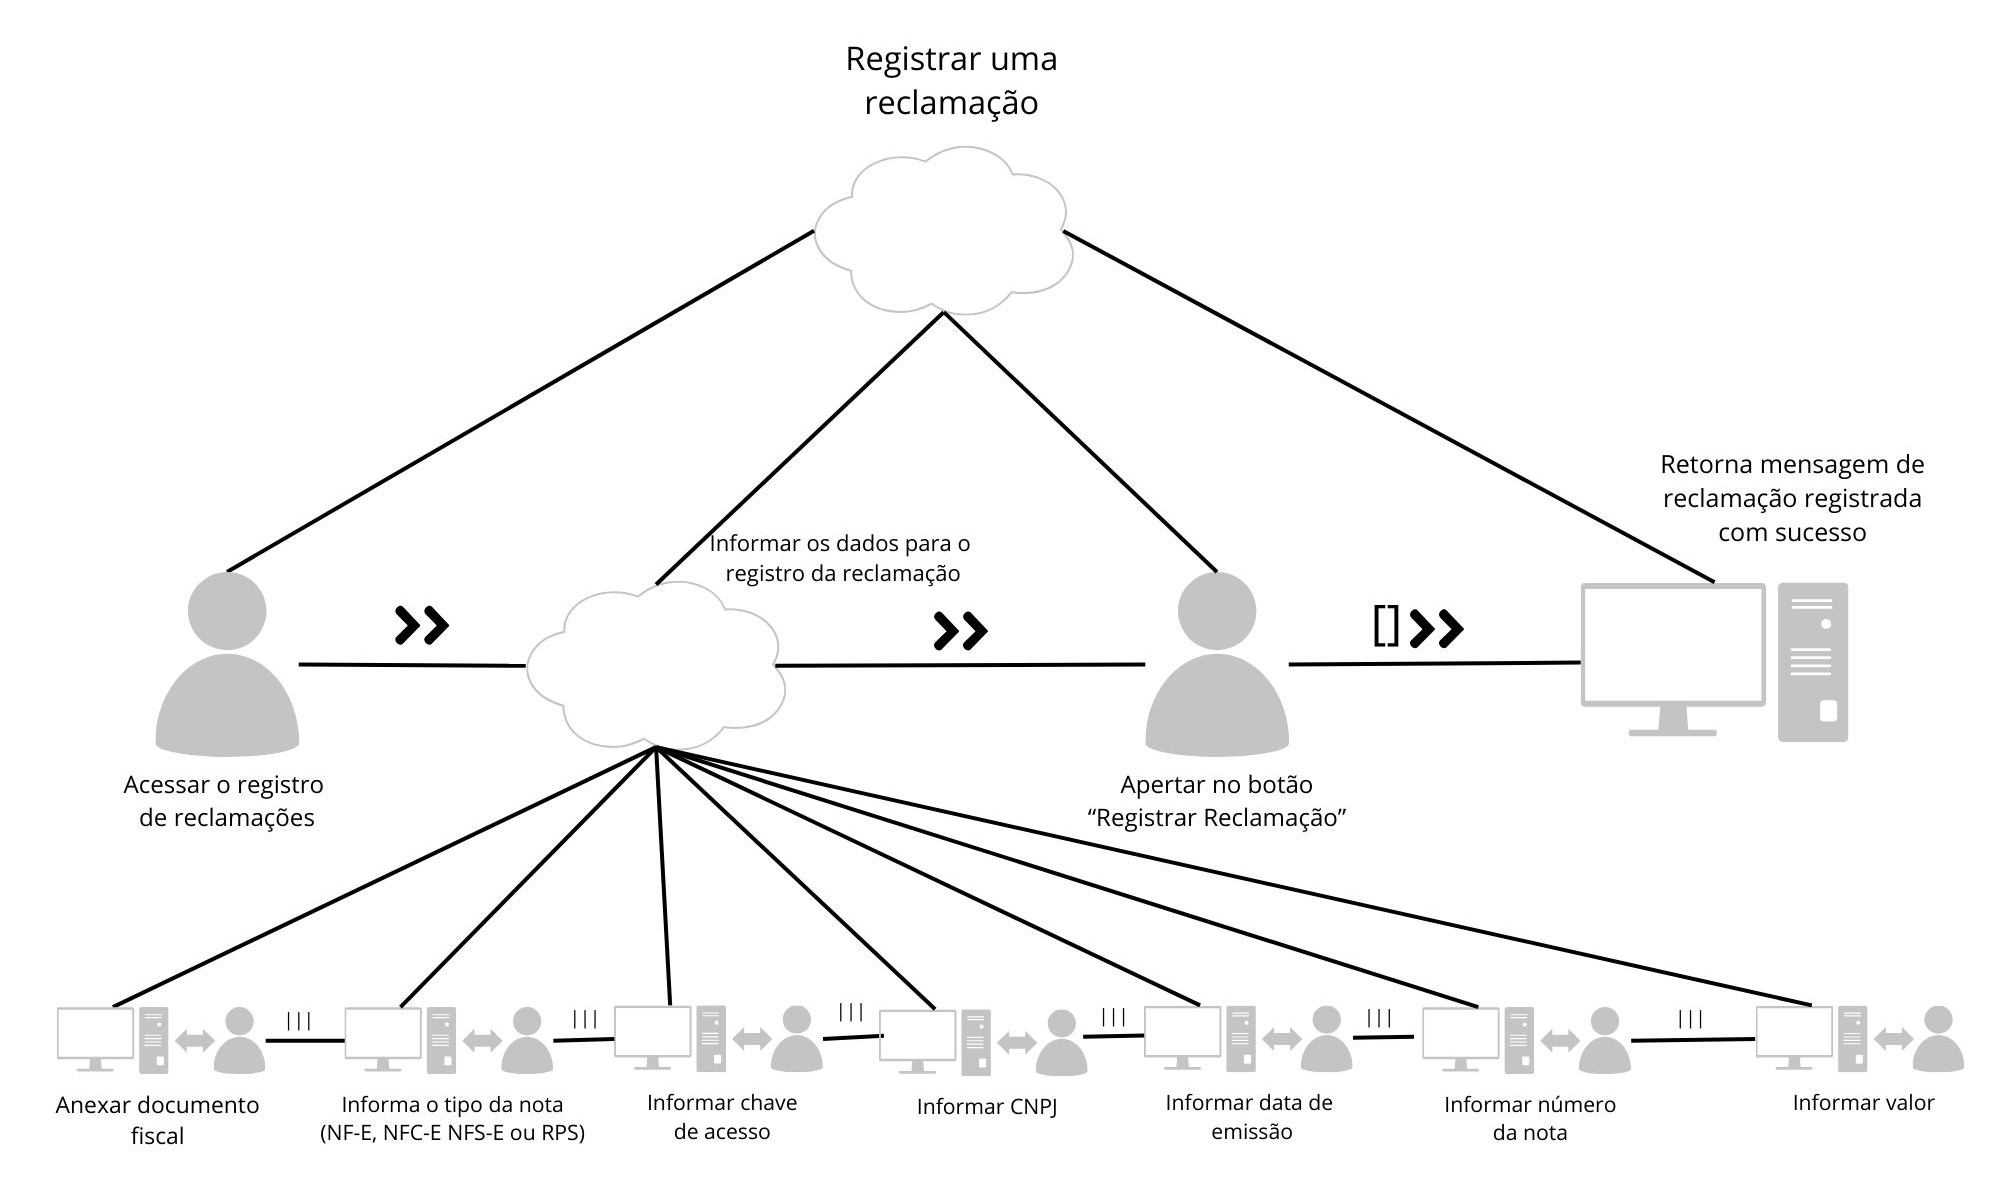 Registrar uma
reclamação
Retorna mensagem de
reclamação registrada
com sucesso
Informar os dados para o
registro da reclamação
[]
Acessar o registro
de reclamações
Apertar no botão
“Registrar Reclamação”
||| ||| ||| ||| ||| |||
Anexar documento
fiscal
Informa o tipo da nota
(NF-E, NFC-E NFS-E ou RPS)
Informar chave
de acesso
Informar CNPJ
Informar data de
emissão
Informar número
da nota
Informar valor